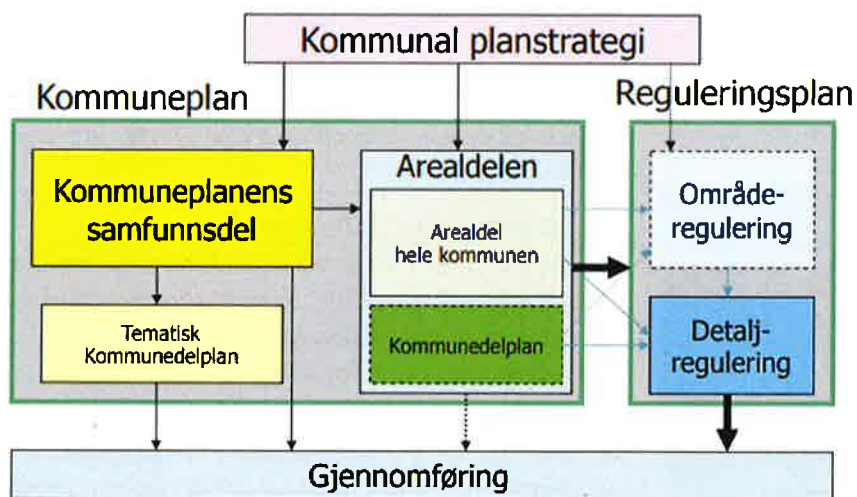 Kommunal planstrategi
Kommuneplan
Reguleringsplan
Kommuneplanens
samfunnsdel
Arealdelen
Arealdel
hele kommunen
Område-
regulering
Tematisk
Kommunedelplan
Kommunedelplan
Detalj-
regulering
Gjennomføring